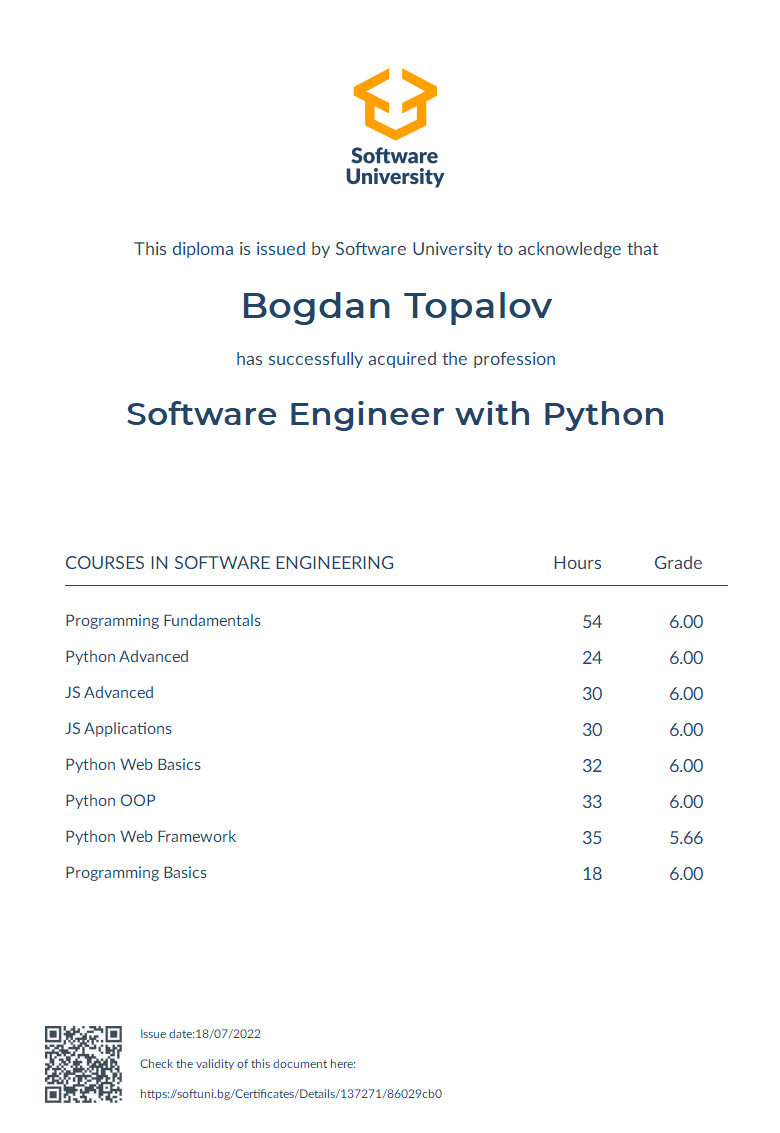 Software
University
This diploma is issued by Software University to acknowledge that
Bogdan Topalov
has successfully acquired the profession
Software Engineer with Python
COURSES IN SOFTWARE ENGINEERING Hours Grade
Programming Fundamentals 54 6.00
Python Advanced 24 6.00
JS Advanced 30 6.00
JS Applications 30 6.00
Python Web Basics 32 6.00
Python OOP 33 6.00
Python Web Framework 35 5.66
Programming Basics 18 6.00
Issue date:18/07/2022
Check the validity of this document here:
https://softuni.bg/Certificates/Details/137271/86029cb0